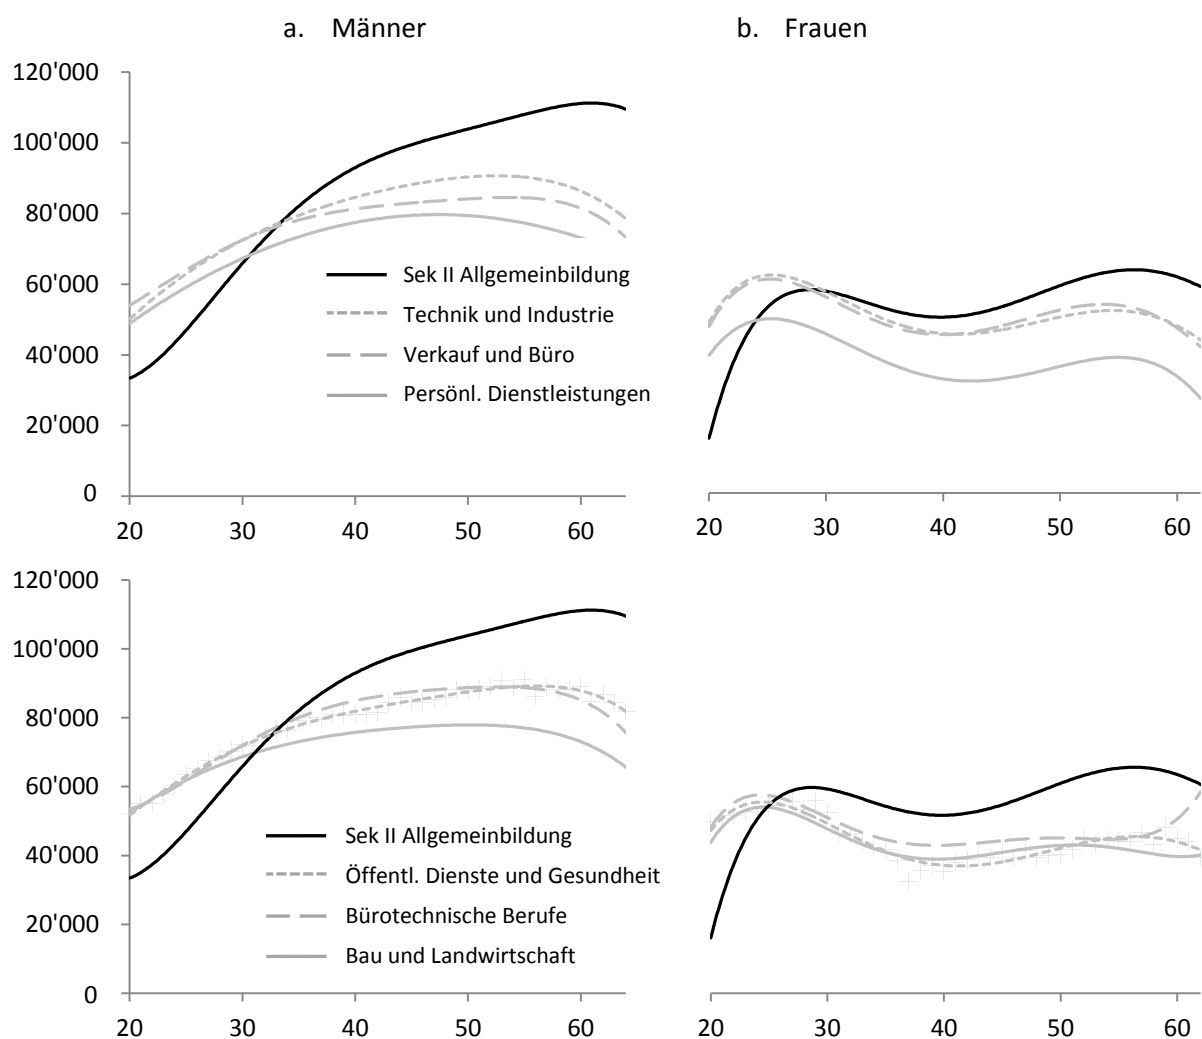 a. Männer
b. Frauen
120'000
100'000
80'000
60'000
40'000
20'000
0
Sek II Allgemeinbildung
Technik und Industrie
Verkauf und Büro
Persönl. Dienstleistungen
20 30 40 50 60
20 30 40 50 60
120'000
100'000
80'000
60'000
40'000
20'000
0
Sek II Allgemeinbildung
Öffentl. Dienste und Gesundheit
Bürotechnische Berufe
Bau und Landwirtschaft
20 30 40 50 60
20 30 40 50 60